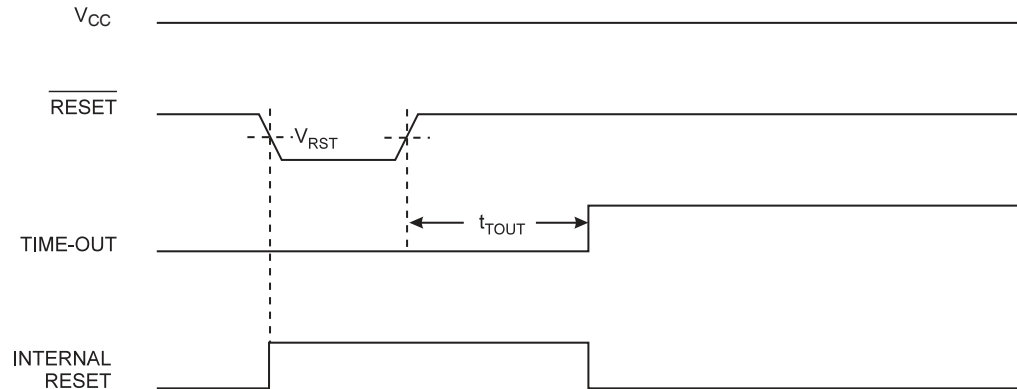 VCC
RESET
VRST
tTOUT
TIME-OUT
INTERNAL
RESET